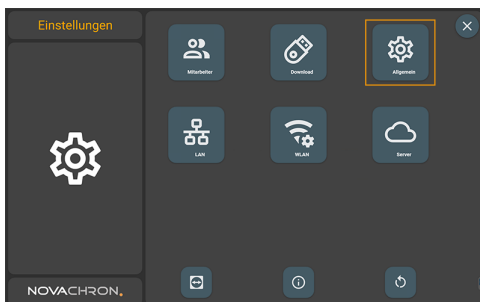 Einstellungen
Mitarbeiter
Download
Allgemein
LAN
WLAN
Server
NOVACHRON.